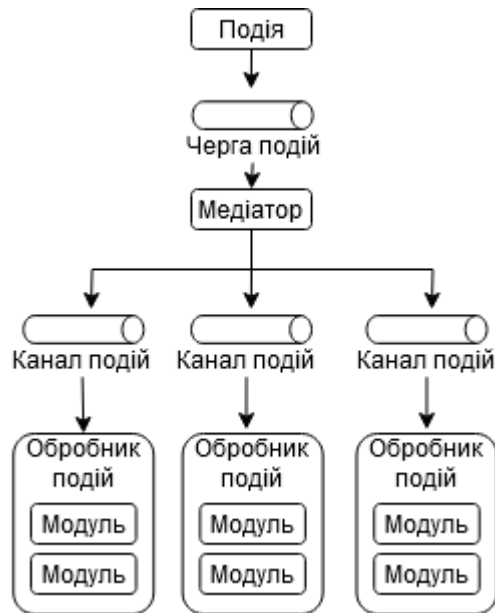 Подія
Черга подій
Медіатор
Канал подій Канал подій Канал подій
Обробник подій
Модуль
Модуль
Обробник подій
Модуль
Модуль
Обробник подій
Модуль
Модуль